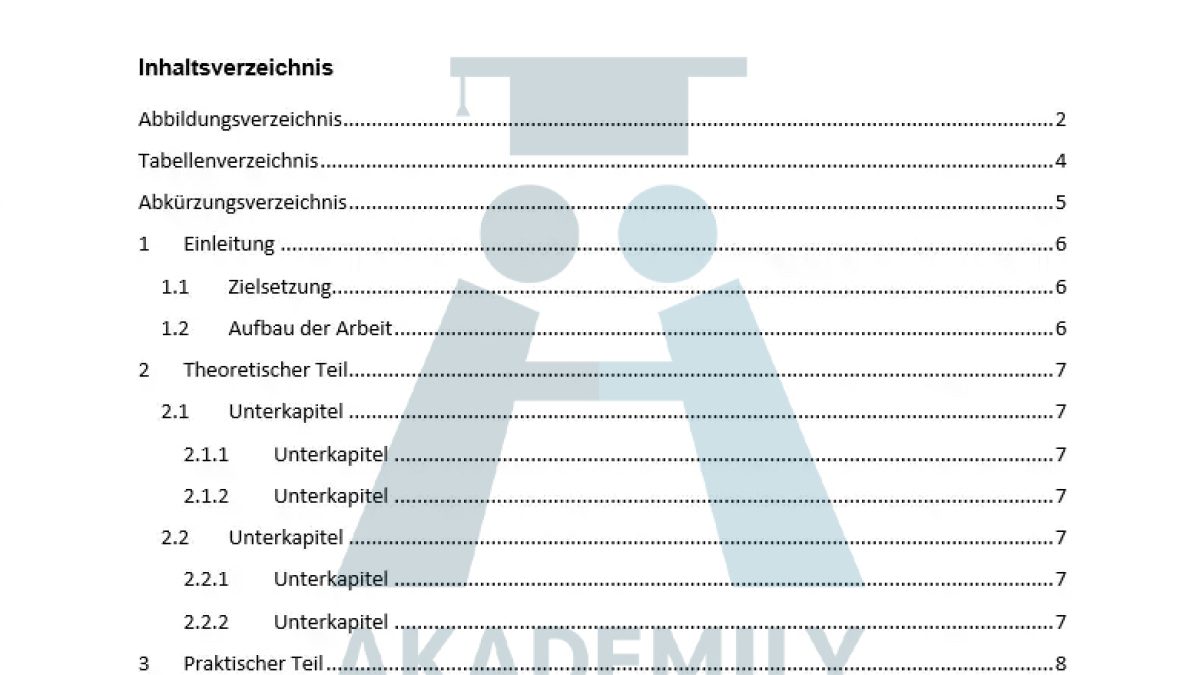 Inhaltsverzeichnis
Abbildungsverzeichnis........................................2
Tabellenverzeichnis........................................4
Abkürzungsverzeichnis........................................5
1 Einleitung ........................................6
1.1 Zielsetzung........................................6
1.2 Aufbau der Arbeit........................................6
2 Theoretischer Teil........................................7
2.1 Unterkapitel ........................................7
2.1.1 Unterkapitel ........................................7
2.1.2 Unterkapitel ........................................7
2.2 Unterkapitel ........................................7
2.2.1 Unterkapitel ........................................7
2.2.2 Unterkapitel ........................................7
3 Praktischer Teil........................................8
AKADEMILY